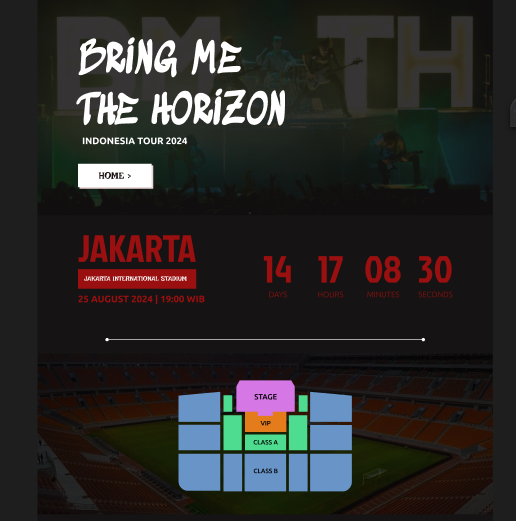 BRING ME
THE HORIZON
INDONESIA TOUR 2024
HOME >
JAKARTA
JAKARTA INTERNATIONAL STADIUM
25 AUGUST 2024 | 19:00 WIB
14 17 08 30
DAYS HOURS MINUTES SECONDS
STAGE
VIP
CLASS A
CLASS B